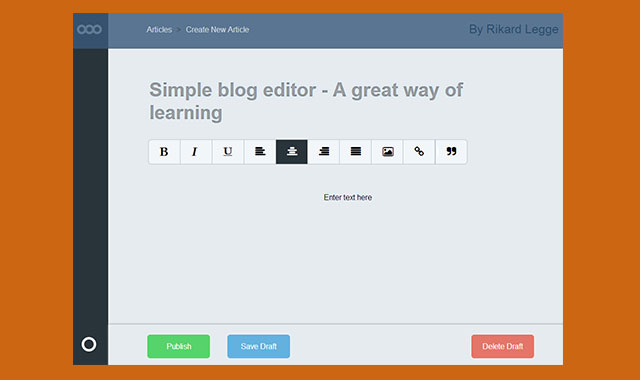 Articles > Create New Article
By Rikard Legge
Simple blog editor - A great way of
learning
B I U
Enter text here
Publish Save Draft Delete Draft